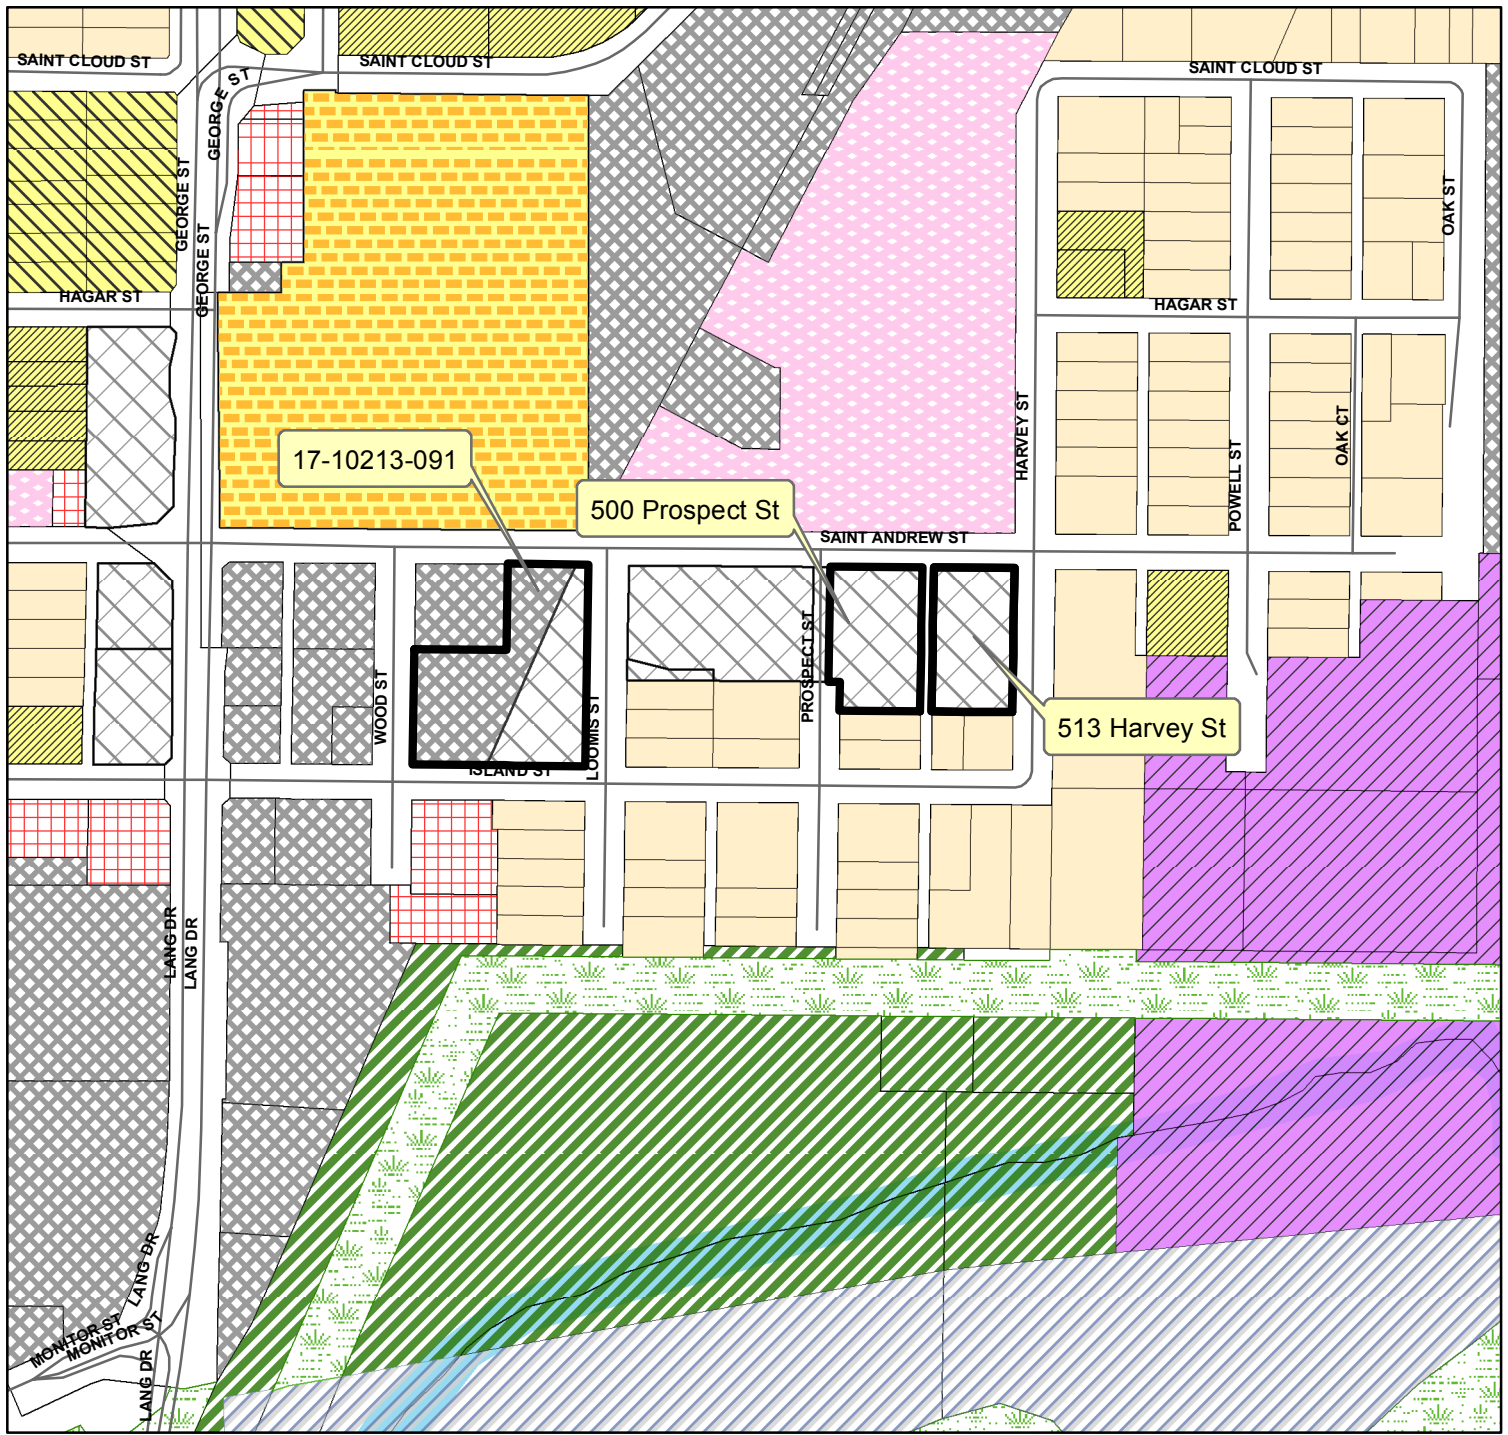 SAINT CLOUD ST
SAINT CLOUD ST
SAINT CLOUD ST
GEORGE ST
GEORGE ST
GEORGE ST
OAK ST
HAGAR ST
HAGAR ST
HARVEY ST
POWELL ST
OAK CT
17-10213-091
500 Prospect St
SAINT ANDREW ST
WOOD ST
LOOMIS ST
PROSPECT ST
513 Harvey St
ISLAND ST
LANG DR
LANG DR
LANG DR
MONITOR ST
MONITOR ST
LANG DR